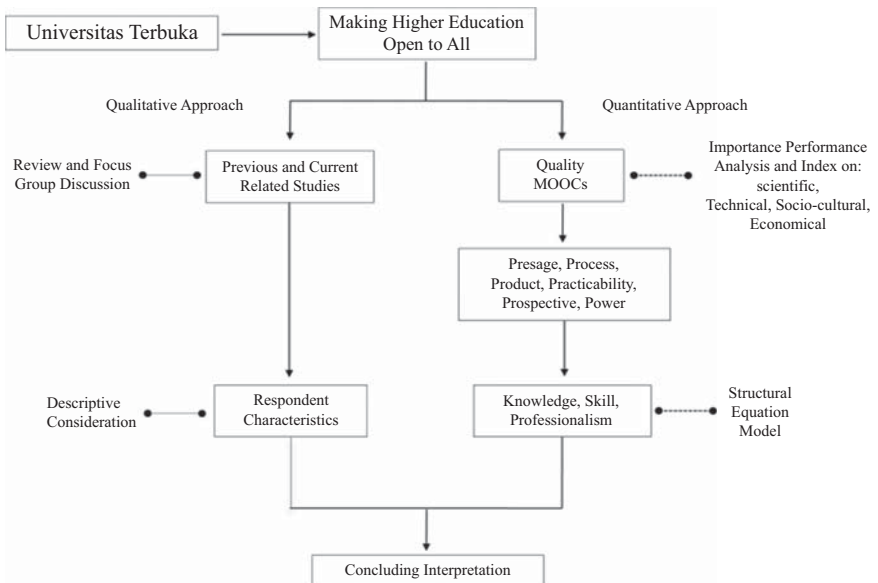 Universitas Terbuka
Making Higher Education
Open to All
Qualitative Approach
Quantitative Approach
Review and Focus
Group Discussion
Previous and Current
Related Studies
Quality
MOOCs
Importance Performance
Analysis and Index on:
scientific,
Technical, Socio-cultural,
Economical
Presage, Process,
Product, Practicability,
Prospective, Power
Descriptive
Consideration
Respondent
Characteristics
Knowledge, Skill,
Professionalism
Structural
Equation
Model
Concluding Interpretation